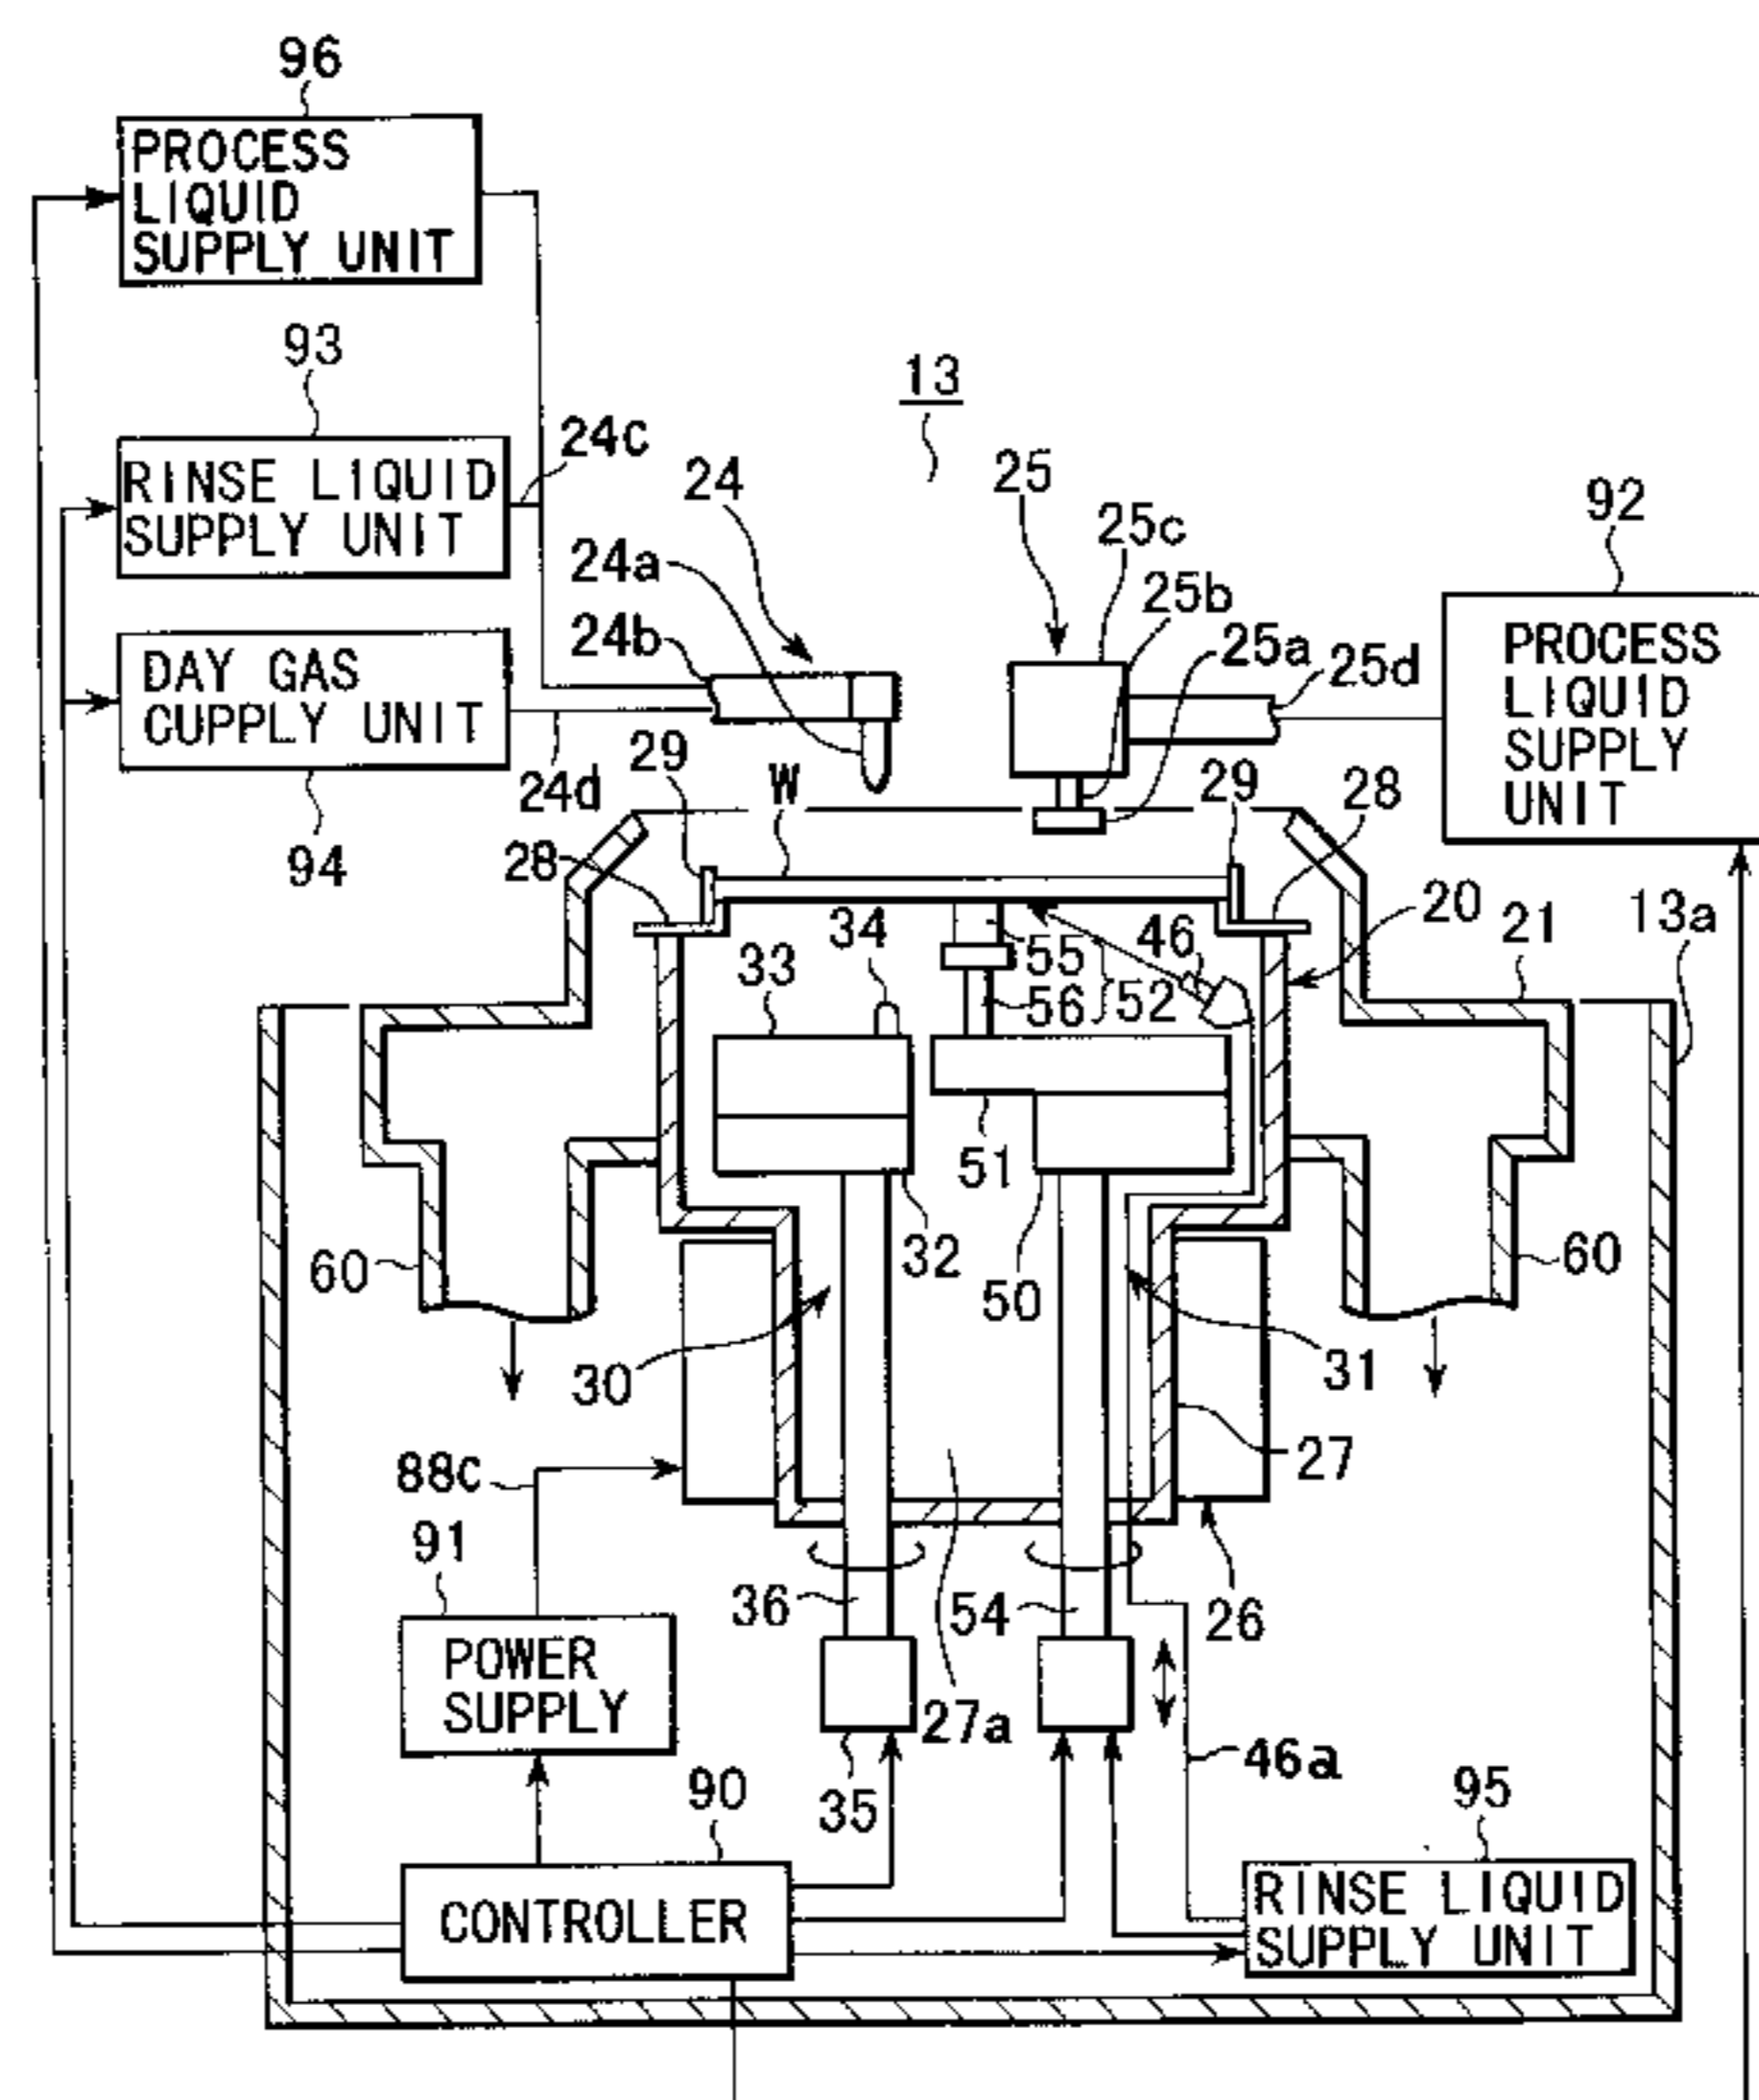 96
PROCESS
LIQUID
SUPPLY UNIT
93
24c
RINSE LIQUID
SUPPLY UNIT
13
24
25
25c
92
24a
25b
24b
25a
25d
DAY GAS
CUPPLY UNIT
PROCESS
LIQUID
SUPPLY
UNIT
29
24d
W
29
28
94
28
34
20
21
13a
33
55
46
56
52
51
32
50
60
60
30
31
27
88c
91
36
54
26
POWER
SUPPLY
27a
46a
35
90
95
CONTROLLER
RINSE LIQUID
SUPPLY UNIT